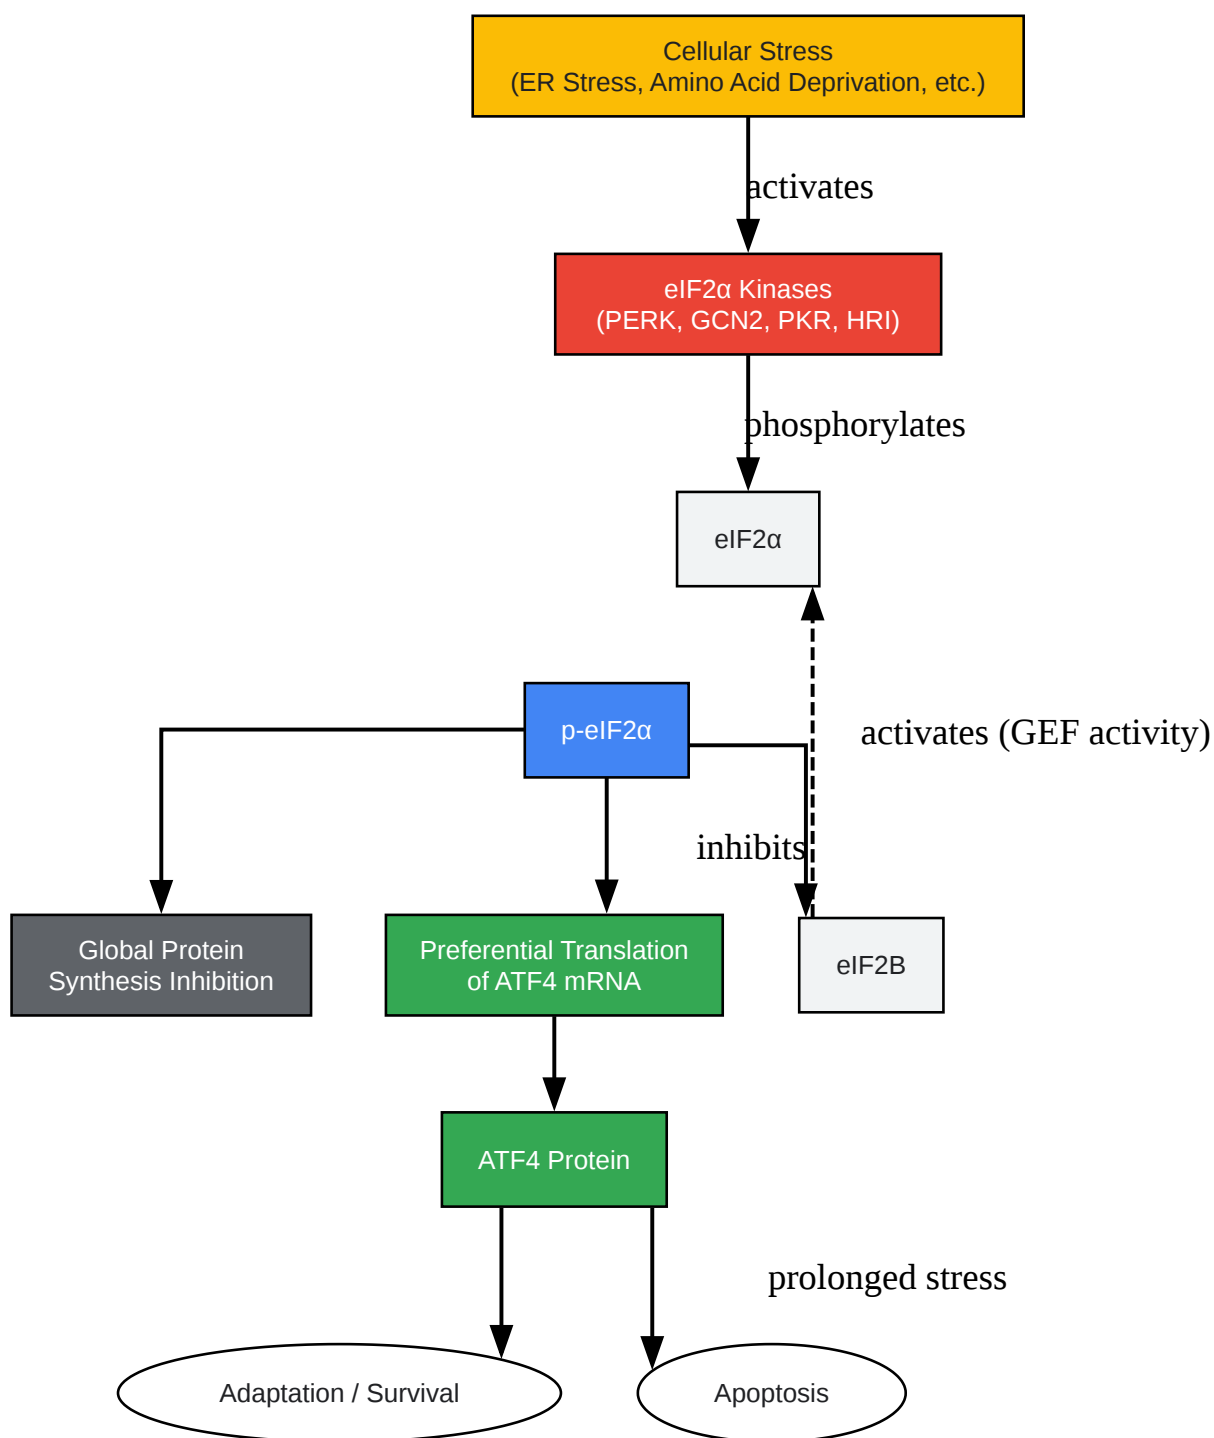 Cellular Stress
(ER Stress, Amino Acid Deprivation, etc.)
activates
eIF2α Kinases
(PERK, GCN2, PKR, HRI)
phosphorylates
eIF2α
p-eIF2α
activates (GEF activity)
inhibits
Global Protein
Synthesis Inhibition
Preferential Translation
of ATF4 mRNA
eIF2B
ATF4 Protein
prolonged stress
Adaptation / Survival
Apoptosis